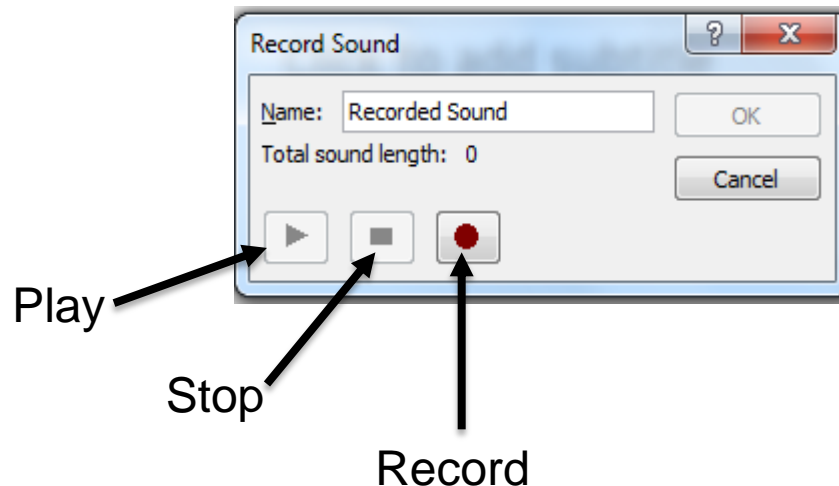 Record Sound
Name: Recorded Sound
OK
Total sound length: 0
Cancel
Play
Stop
Record